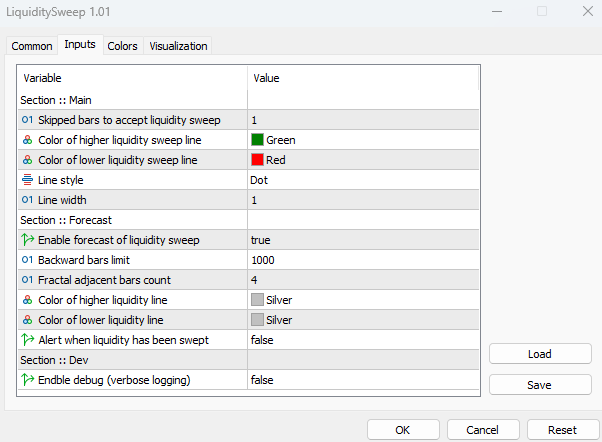 LiquiditySweep 1.01
Common Inputs Colors Visualization
Variable Value
Section :: Main
Skipped bars to accept liquidity sweep 1
Color of higher liquidity sweep line Green
Color of lower liquidity sweep line Red
Line style Dot
Line width 1
Section :: Forecast
Enable forecast of liquidity sweep true
Backward bars limit 1000
Fractal adjacent bars count 4
Color of higher liquidity line Silver
Color of lower liquidity line Silver
Alert when liquidity has been swept false
Section :: Dev
Endble debug (verbose logging) false
Load
Save
OK Cancel Reset